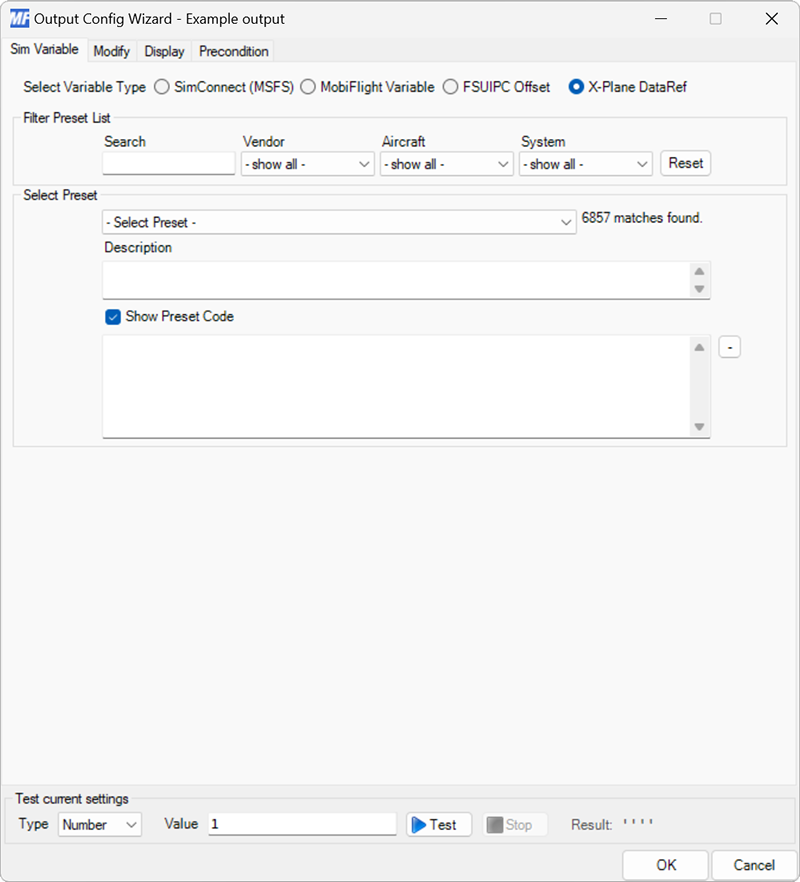 MF Output Config Wizard - Example output
Sim Variable Modify Display Precondition
Select Variable Type SimConnect (MSFS) MobiFlight Variable FSUIPC Offset X-Plane DataRef
Filter Preset List
Search Vendor Aircraft System
- show all - - show all - - show all - Reset
Select Preset
- Select Preset - 6857 matches found.
Description
Show Preset Code
-
Test current settings
Type Number Value 1 Test Stop Result: ' ' ' '
OK Cancel